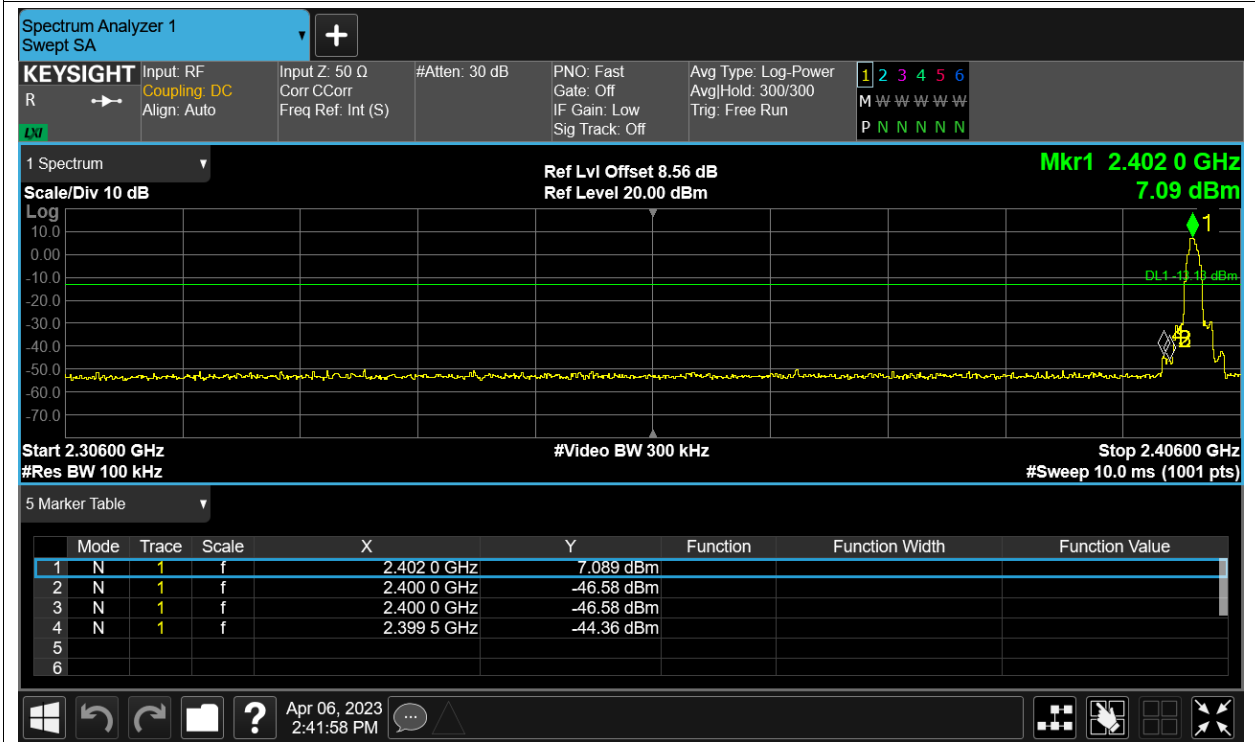 Spectrum Analyzer 1
Swept SA
KEYSIGHT Input: RF Input Z: 50 Ω #Atten: 30 dB PNO: Fast Avg Type: Log-Power 1 2 3 4 5 6
R Coupling: DC Corr CCorr Gate: Off Avg|Hold: 300/300 M W W W W W
Align: Auto Freq Ref: Int (S) IF Gain: Low Trig: Free Run
LXI Sig Track: Off P N N N N N
1 Spectrum Ref Lvl Offset 8.56 dB Mkr1 2.402 0 GHz
Scale/Div 10 dB Ref Level 20.00 dBm 7.09 dBm
Log
1
10.0
0.00
-10.0 DL1 -13.13 dBm
-20.0
-30.0
-40.0
-50.0
-60.0
-70.0
Start 2.30600 GHz #Video BW 300 kHz Stop 2.40600 GHz
#Res BW 100 kHz #Sweep 10.0 ms (1001 pts)
5 Marker Table
Mode Trace Scale X Y Function Function Width Function Value
1 N 1 f 2.402 0 GHz 7.089 dBm
2 N 1 f 2.400 0 GHz -46.58 dBm
3 N 1 f 2.400 0 GHz -46.58 dBm
4 N 1 f 2.399 5 GHz -44.36 dBm
5
6
? Apr 06, 2023
2:41:58 PM